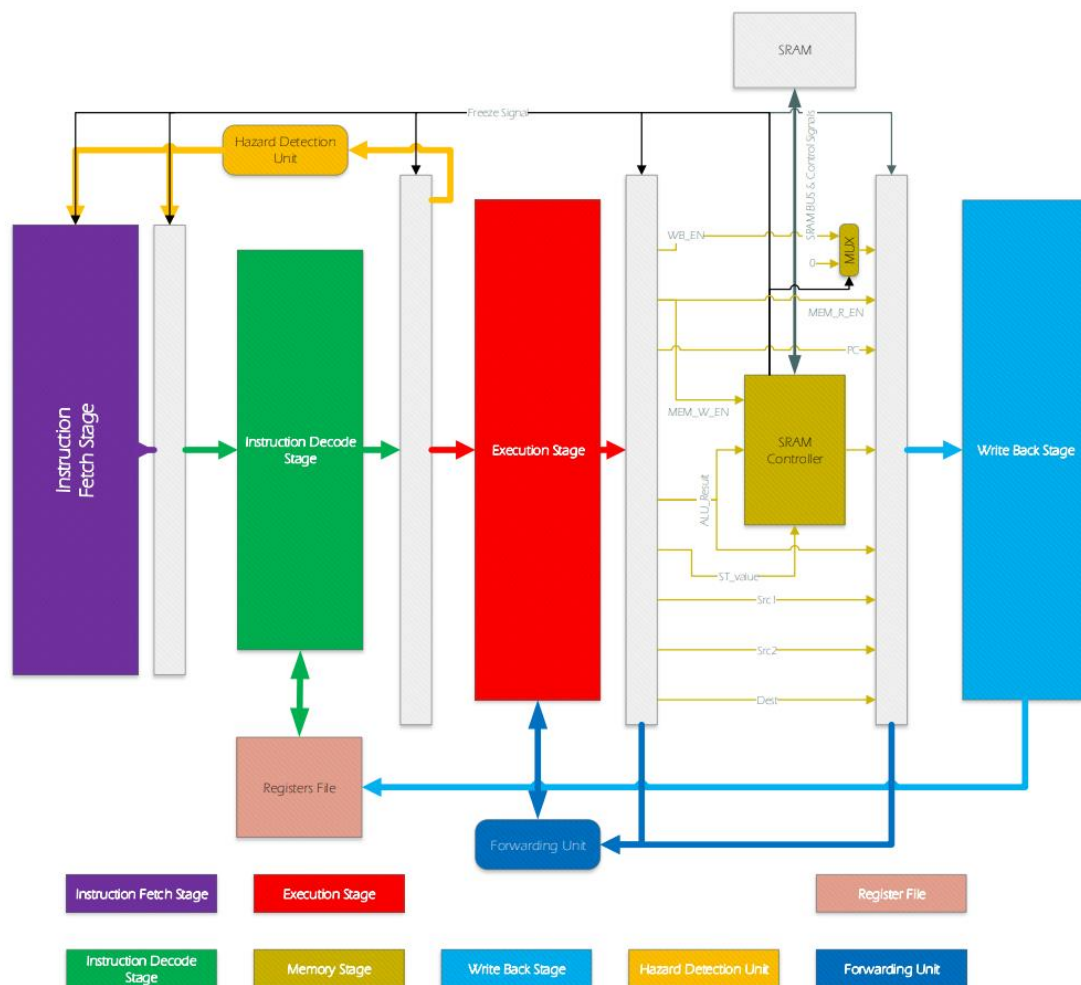 SRAM
Freeze Signal
Hazard Detection
Unit
SRAM BUS & Control Signals
WB_EN
MUX
0
MEM_R_EN
PC
MEM_W_EN
Instruction
Fetch Stage
Instruction Decode
Stage
Execution Stage
SRAM
Controller
Write Back Stage
ALU_Result
ST_value
Src1
Src2
Dest
Registers File
Forwarding Unit
Instruction Fetch Stage
Execution Stage
Register File
Instruction Decode
Stage
Memory Stage
Write Back Stage
Hazard Detection Unit
Forwarding Unit